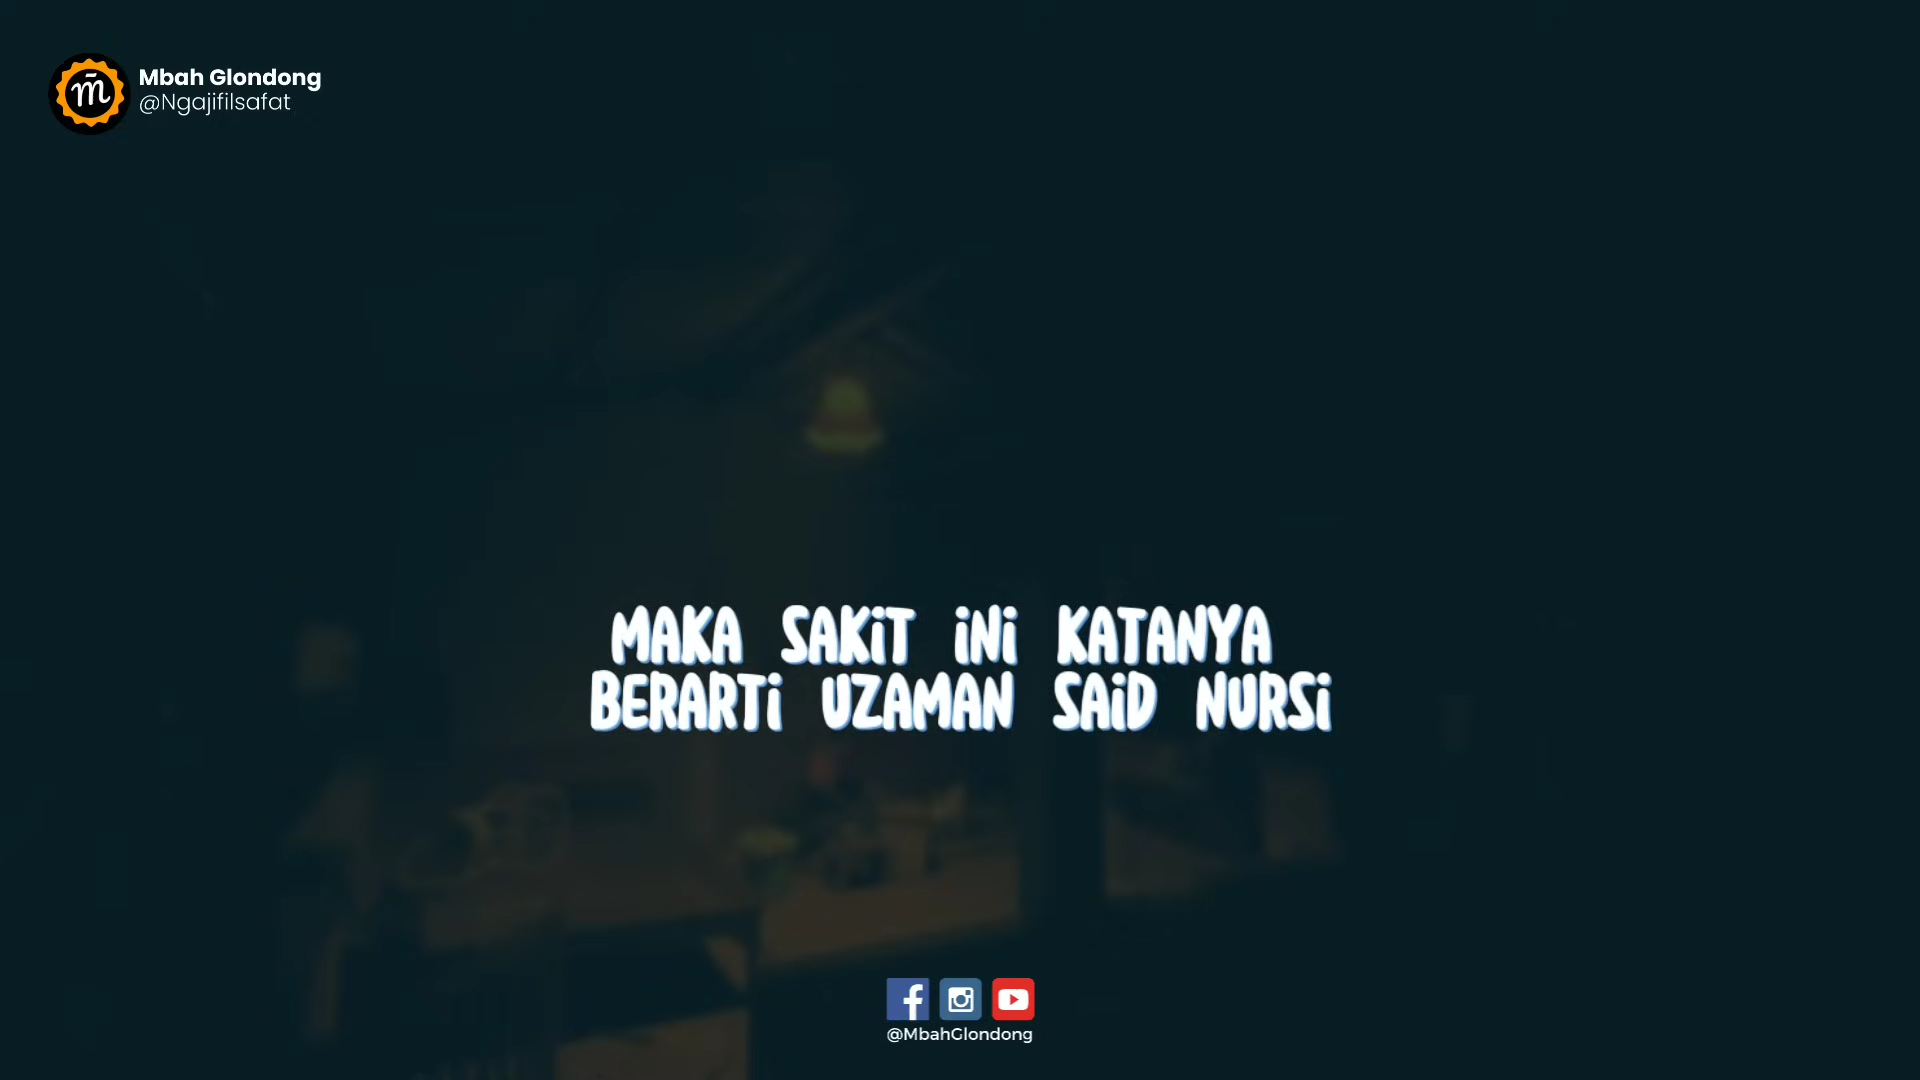 Mbah Glondong
@Ngajifilsafat
MAKA SAKiT iNi KATANYA
BERARTi UZAMAN SAiD NURSi
@MbahGlondong